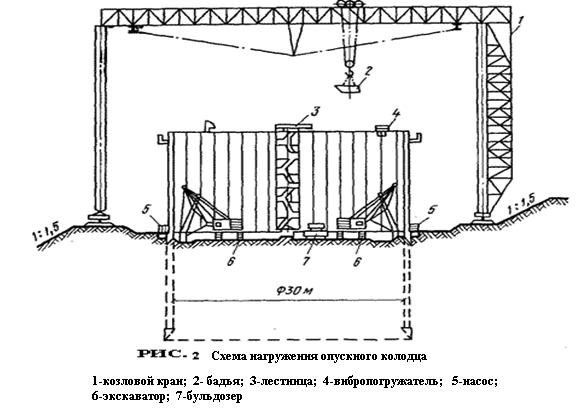 1
2
3
4
5
5
1:1,5
1:1,5
6
7
6
Ф30 м
РИС. 2 Схема нагружения опускного колодца
1-козловой кран; 2- бадья; 3-лестница; 4-вибропогружатель; 5-насос;
6-экскаватор; 7-бульдозер